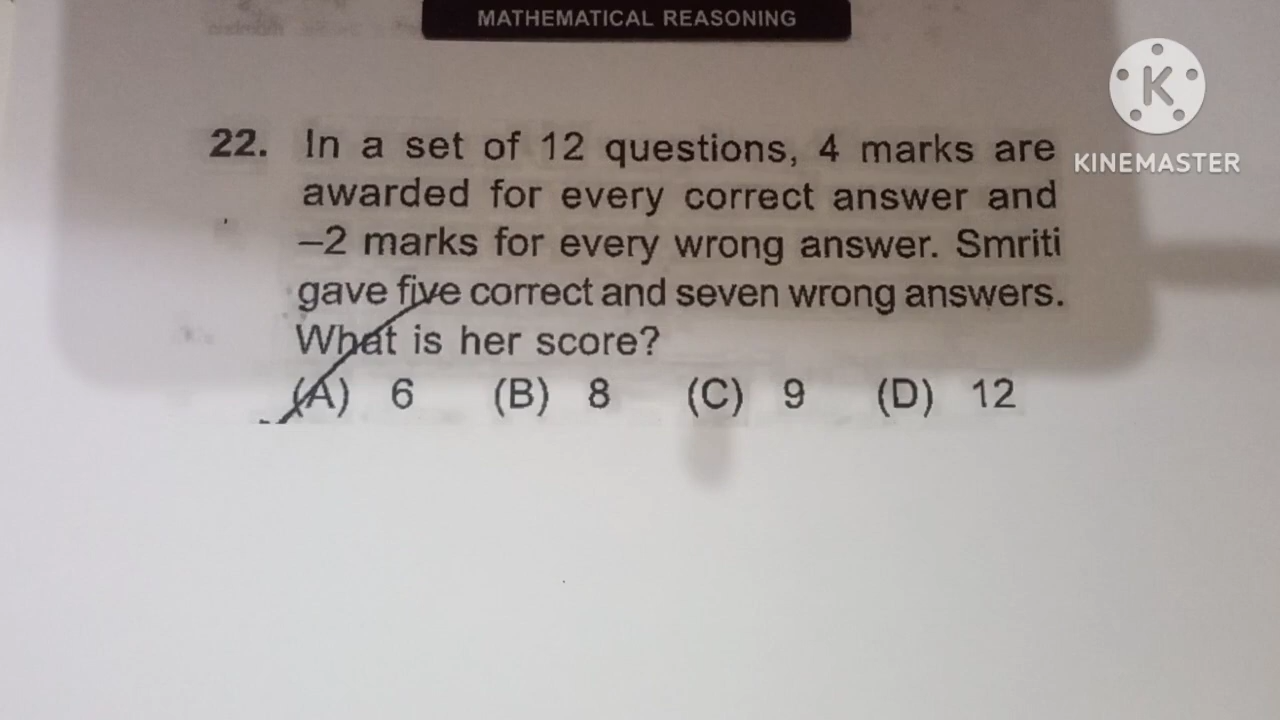 MATHEMATICAL REASONING
K
KINEMASTER
22. In a set of 12 questions, 4 marks are
awarded for every correct answer and
–2 marks for every wrong answer. Smriti
gave five correct and seven wrong answers.
What is her score?
(A) 6 (B) 8 (C) 9 (D) 12